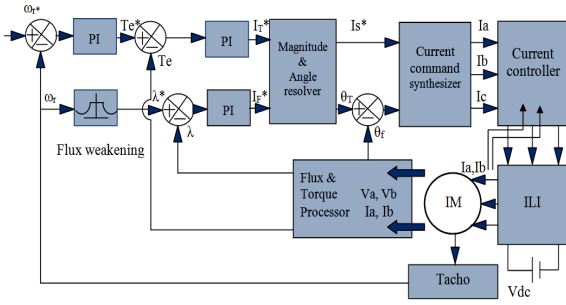 ωr*
PI
Te*
Te
PI
IT*
Magnitude
&
Angle
resolver
Is*
θT
θf
Current
command
synthesizer
Ia
Ib
Ic
Current
controller
ωr
Flux weakening
λ*
λ
PI
IF*
Flux &
Torque
Processor
Va, Vb
Ia, Ib
Ia,Ib
IM
ILI
Tacho
Vdc